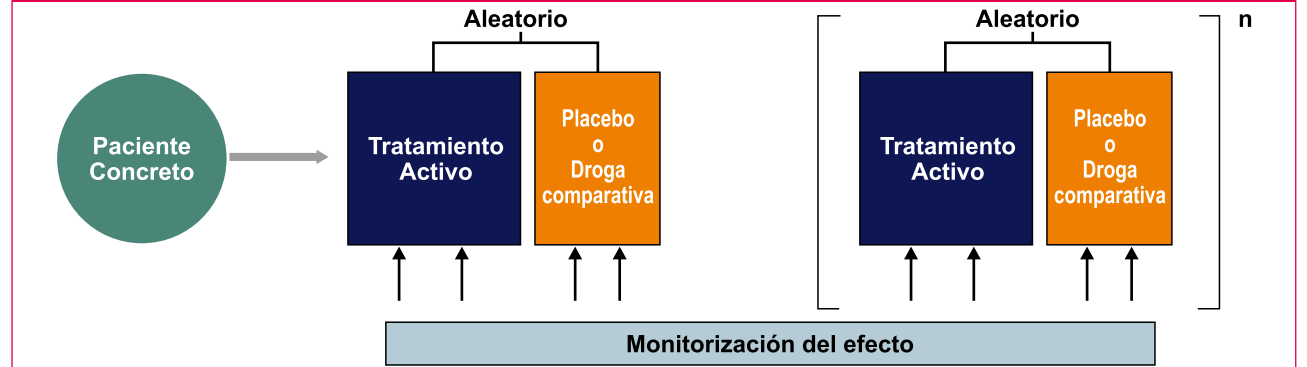 Aleatorio
Aleatorio
n
Paciente
Concreto
Tratamiento
Activo
Placebo
o
Droga
comparativa
Tratamiento
Activo
Placebo
o
Droga
comparativa
Monitorización del efecto